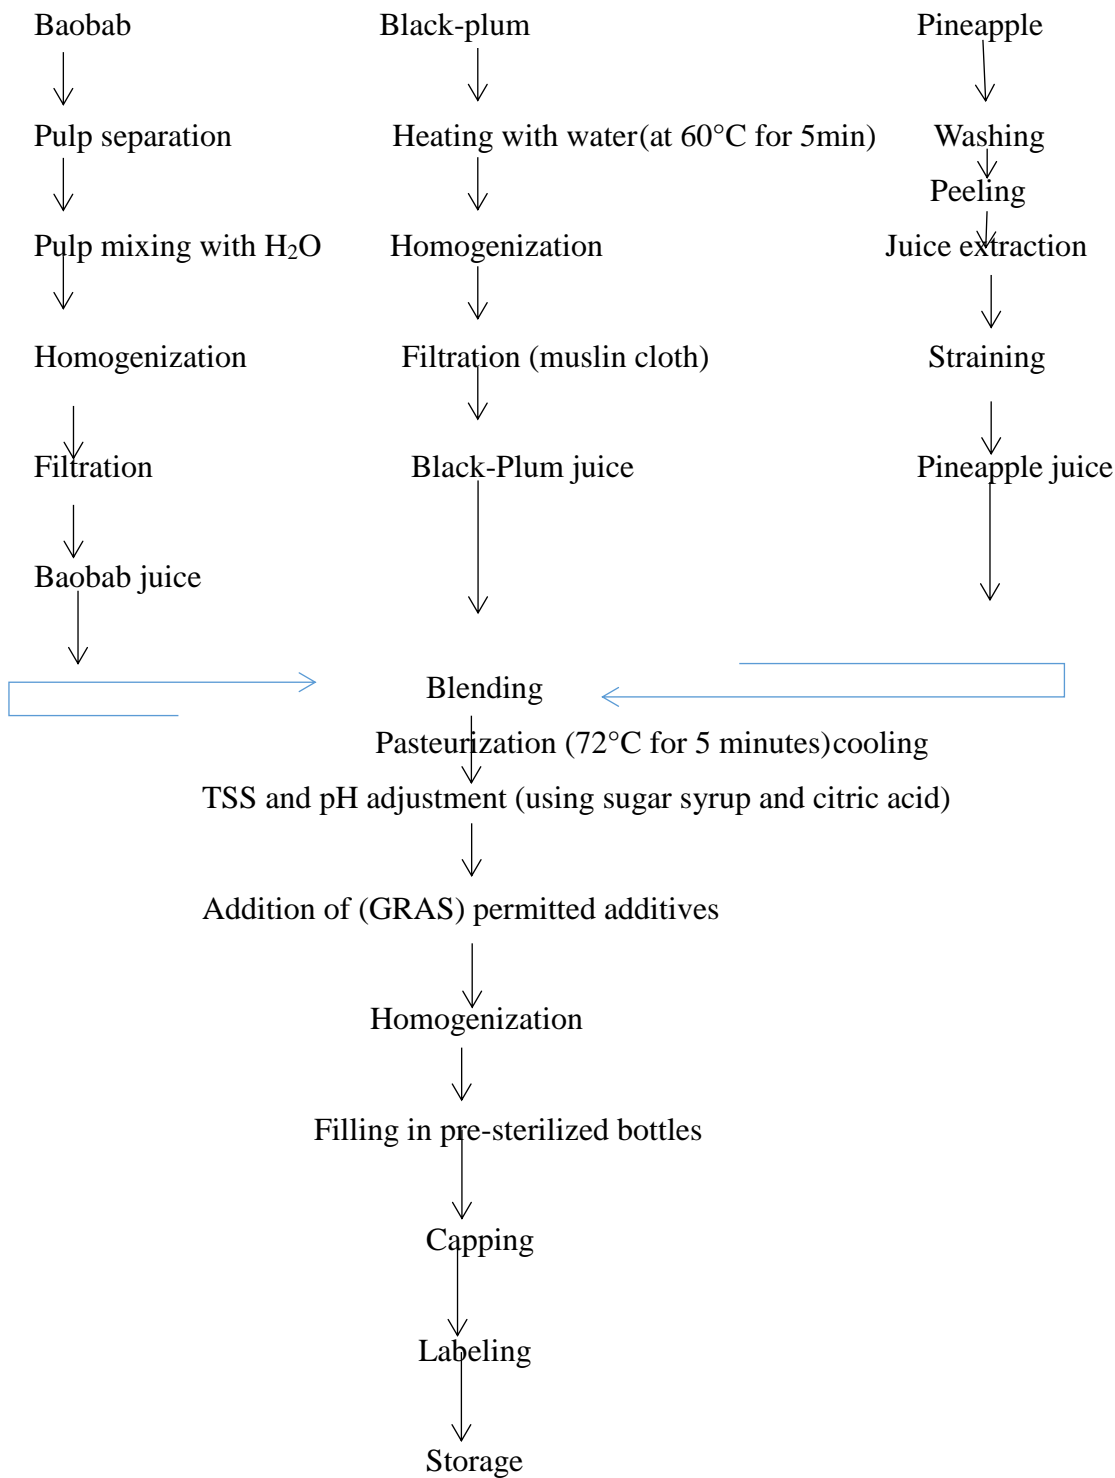 Baobab Black-plum Pineapple
Pulp separation Heating with water(at 60°C for 5min) Washing
Peeling
Pulp mixing with H₂O Homogenization Juice extraction
Homogenization Filtration (muslin cloth) Straining
Filtration Black-Plum juice Pineapple juice
Baobab juice
Blending
Pasteurization (72°C for 5 minutes)cooling
TSS and pH adjustment (using sugar syrup and citric acid)
Addition of (GRAS) permitted additives
Homogenization
Filling in pre-sterilized bottles
Capping
Labeling
Storage